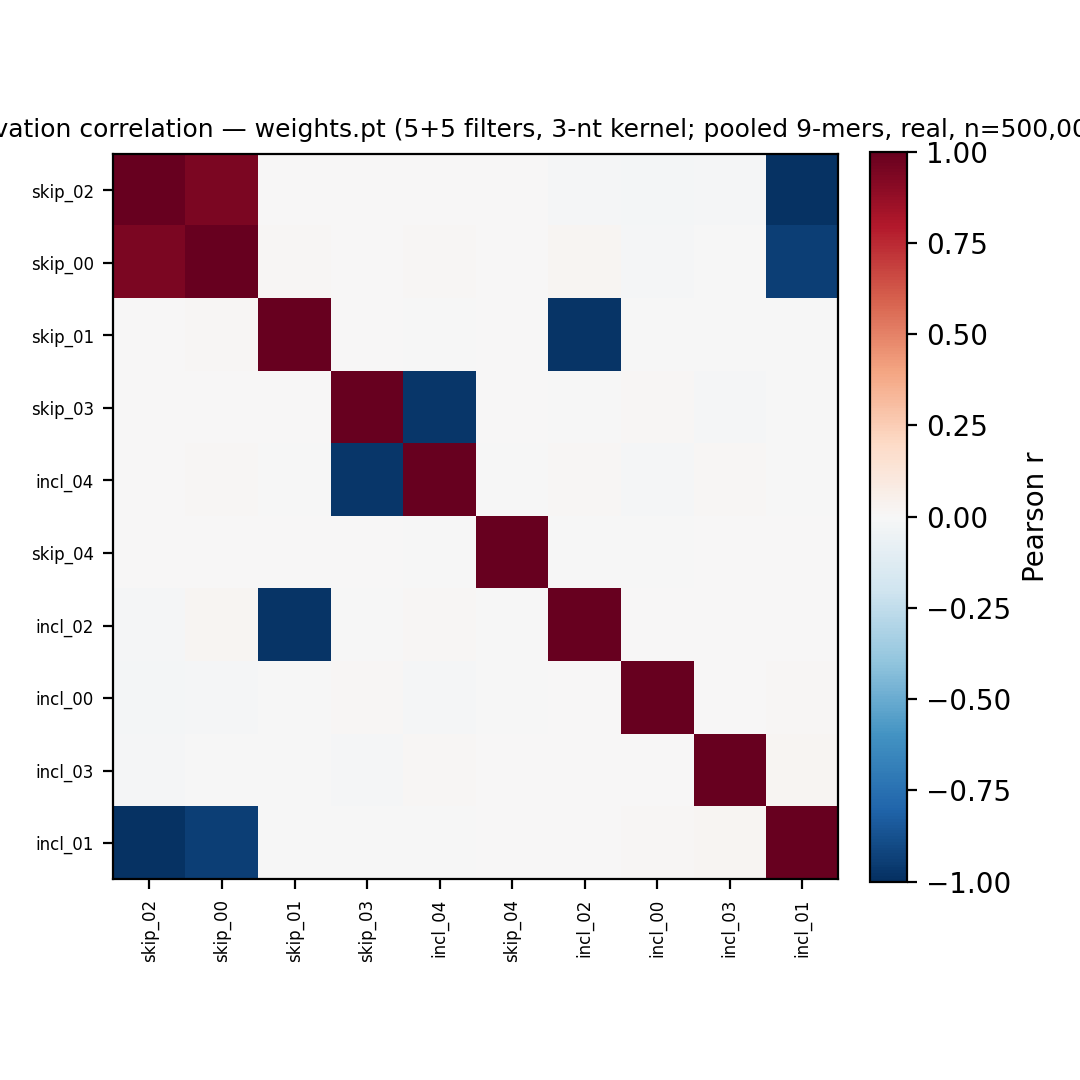 vation correlation — weights.pt (5+5 filters, 3-nt kernel; pooled 9-mers, real, n=500,00
skip_02
skip_00
skip_01
skip_03
incl_04
skip_04
incl_02
incl_00
incl_03
incl_01
skip_02
skip_00
skip_01
skip_03
incl_04
skip_04
incl_02
incl_00
incl_03
incl_01
1.00
0.75
0.50
0.25
0.00
−0.25
−0.50
−0.75
−1.00
Pearson r